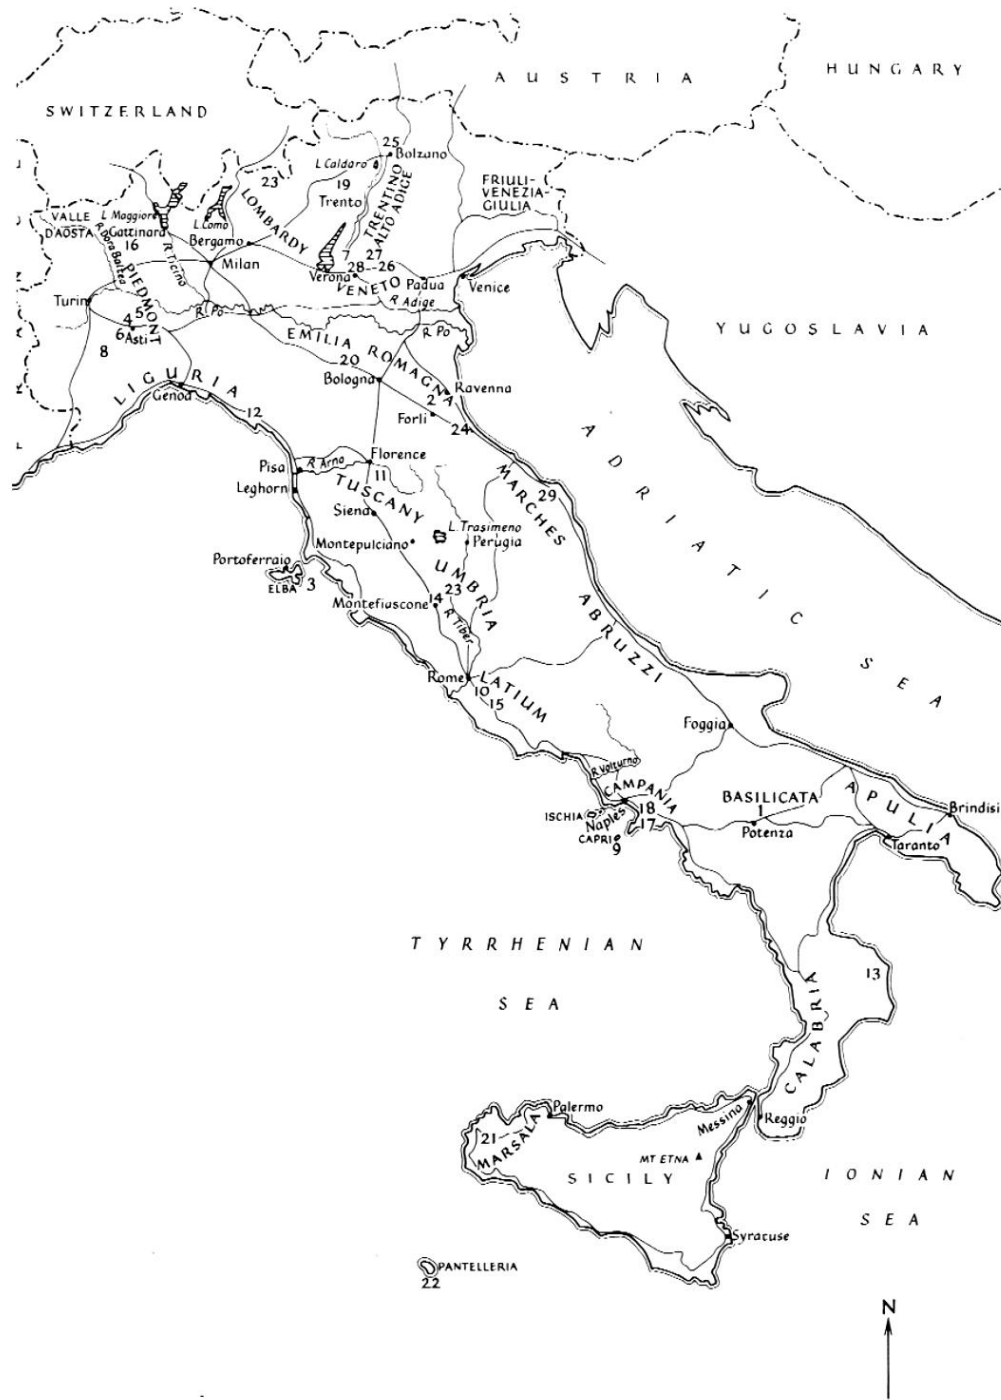 AUSTRIA
HUNGARY
SWITZERLAND
25
Bolzano
L. Caldaro
23
19
Trento
TRENTINO
ALTO ADIGE
FRIULI-
VENEZIA-
GIULIA
LOMBARDY
VALLE
D'AOSTA
L. Maggiore
Gattinara
16
L. Como
Bergamo
R. Dora Baltea
R. Ticino
Milan
7
27
28
26
Verona
VENETO
Padua
Venice
R. Adige
PIEDMONT
Turin
5
4
6
Asti
8
R. Po
R. Po
YUGOSLAVIA
EMILIA ROMAGNA
20
Bologna
Ravenna
2
Forli
24
LIGURIA
Genoa
12
ADRIATIC SEA
Florence
11
R. Arno
Pisa
Leghorn
TUSCANY
Siena
MARCHES
29
L. Trasimeno
Perugia
Montepulciano
Portoferraio
ELBA
3
UMBRIA
23
14
Montefiascone
R. Tiber
ABRUZZI
Rome
10
15
LATIUM
Foggia
R. Volturno
CAMPANIA
18
17
Naples
ISCHIA
CAPRI
9
BASILICATA
1
Potenza
APULIA
Brindisi
Taranto
TYRRHENIAN
SEA
13
CALABRIA
Palermo
Messina
Reggio
21
MARSALA
MT ETNA
SICILY
IONIAN
SEA
Syracuse
PANTELLERIA
22
N